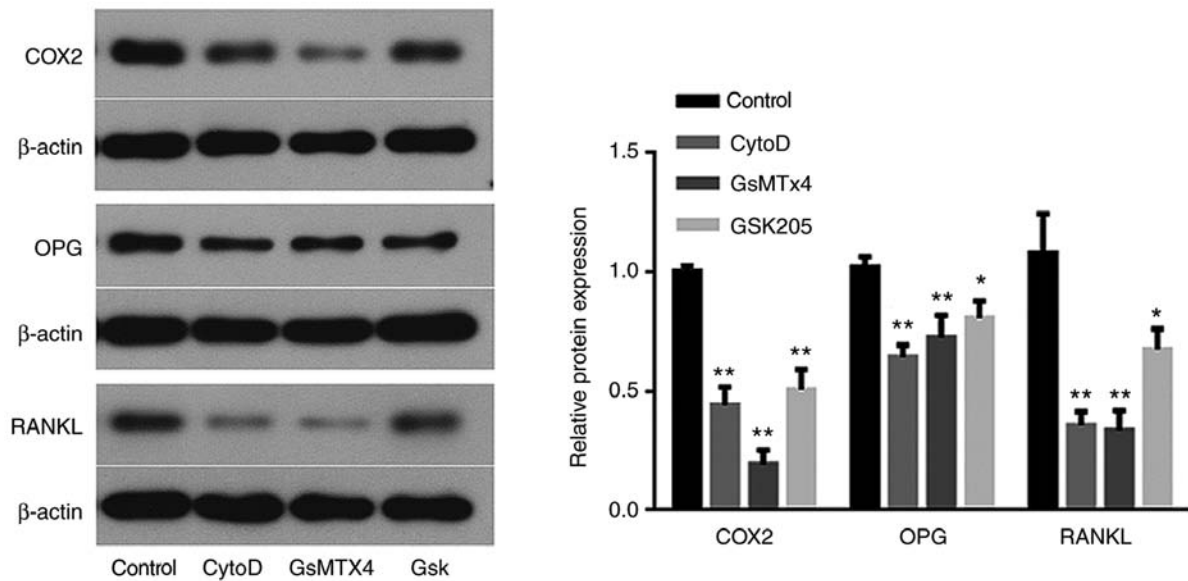 COX2
β-actin
OPG
β-actin
RANKL
β-actin
Control CytoD GsMTX4 Gsk
Control
CytoD
GsMTx4
GSK205
Relative protein expression
1.5
1.0
0.5
0.0
** ** **
** ** *
** ** *
COX2 OPG RANKL